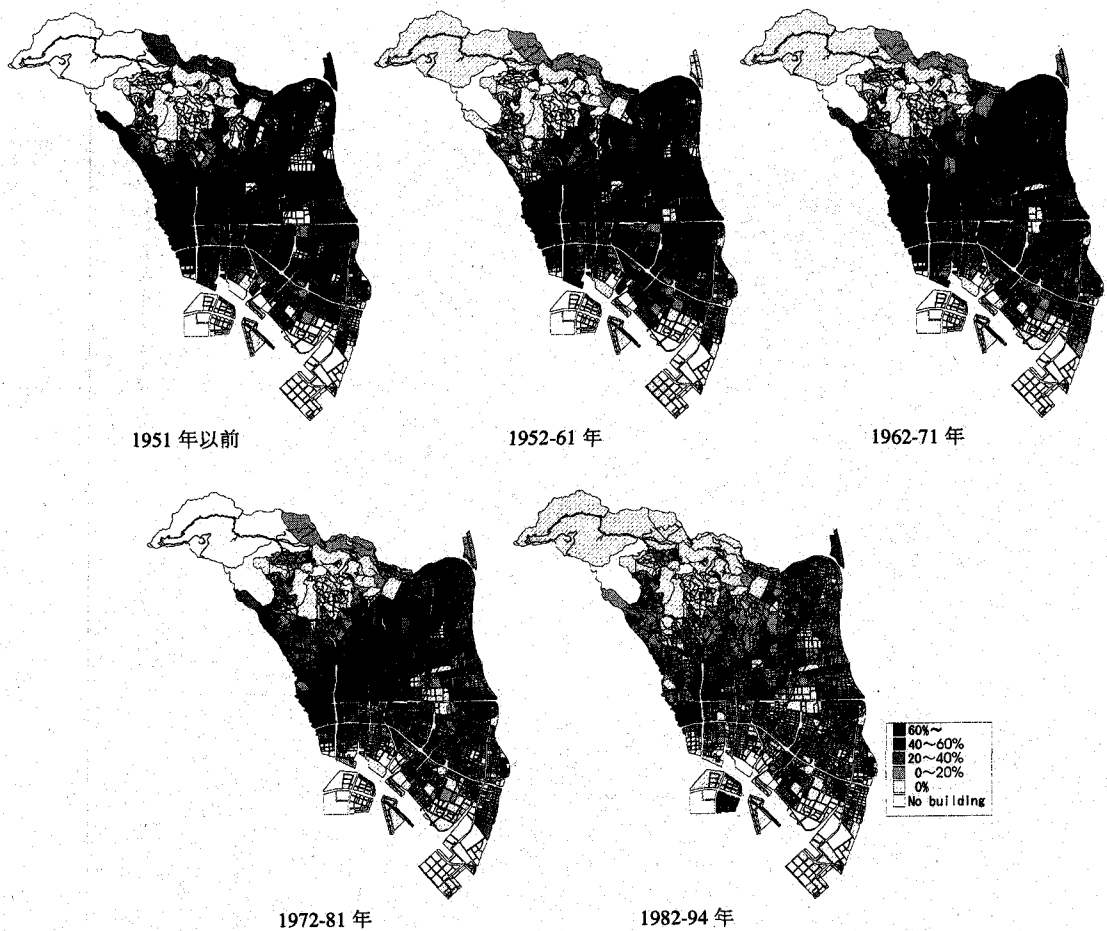 1951 年以前
1952-61 年
1962-71 年
60%～
40～60%
20～40%
0～20%
0%
No building
1972-81 年
1982-94 年